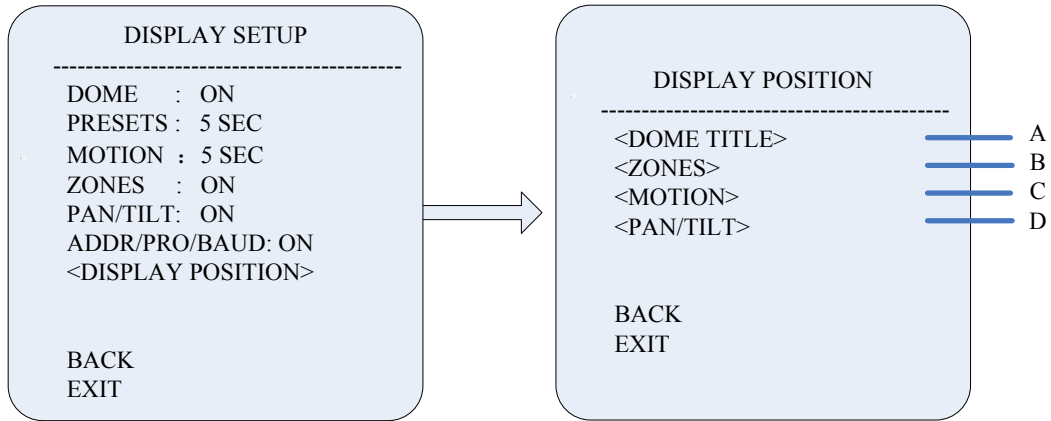 DISPLAY SETUP
------------------------------------------
DOME : ON
PRESETS : 5 SEC
MOTION : 5 SEC
ZONES : ON
PAN/TILT: ON
ADDR/PRO/BAUD: ON
<DISPLAY POSITION>
BACK
EXIT
DISPLAY POSITION
------------------------------------------
<DOME TITLE> A
<ZONES> B
<MOTION> C
<PAN/TILT> D
BACK
EXIT